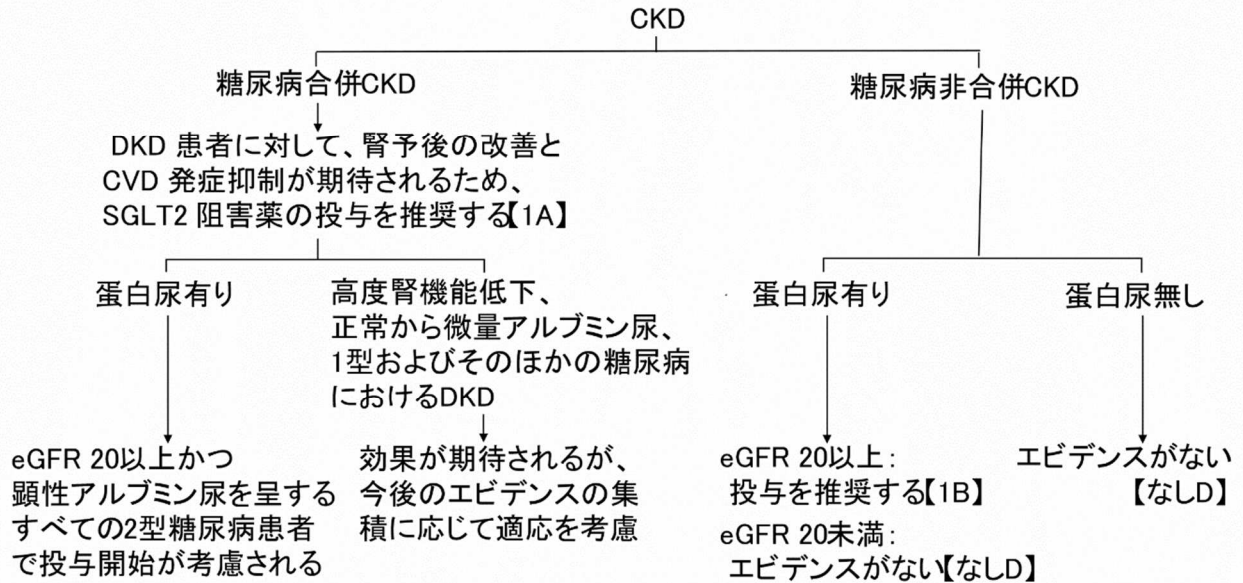 CKD
糖尿病合併CKD
糖尿病非合併CKD
DKD 患者に対して、腎予後の改善と
CVD 発症抑制が期待されるため、
SGLT2 阻害薬の投与を推奨する【1A】
蛋白尿有り
高度腎機能低下、
正常から微量アルブミン尿、
1型およびそのほかの糖尿病
におけるDKD
蛋白尿有り
蛋白尿無し
eGFR 20以上かつ
顕性アルブミン尿を呈する
すべての2型糖尿病患者
で投与開始が考慮される
効果が期待されるが、
今後のエビデンスの集
積に応じて適応を考慮
eGFR 20以上:
投与を推奨する【1B】
eGFR 20未満:
エビデンスがない【なしD】
エビデンスがない
【なしD】